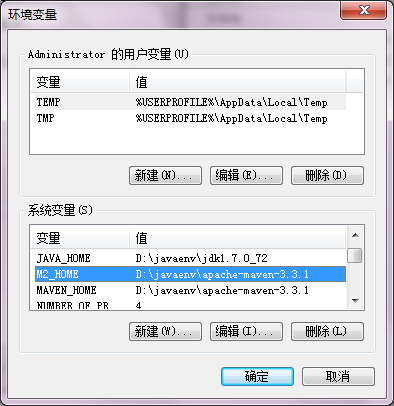 环境变量
Administrator 的用户变量(U)
变量 值
TEMP %USERPROFILE%\AppData\Local\Temp
TMP %USERPROFILE%\AppData\Local\Temp
新建(N)... 编辑(E)... 删除(D)
系统变量(S)
变量 值
JAVA_HOME D:\javaenv\jdk1.7.0_72
M2_HOME D:\javaenv\apache-maven-3.3.1
MAVEN_HOME D:\javaenv\apache-maven-3.3.1
NUMBER_OF_PR 4
新建(W)... 编辑(I)... 删除(L)
确定 取消